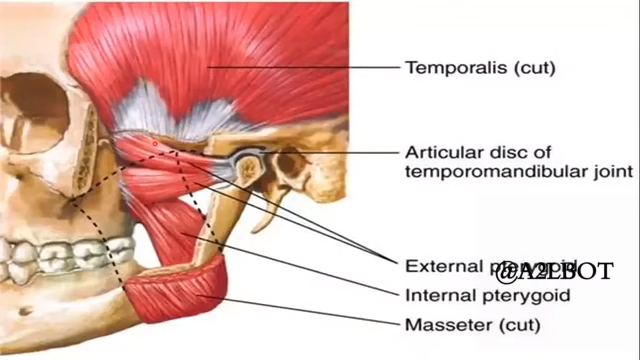 Temporalis (cut)
Articular disc of
temporomandibular joint
External
@A2LBOT
Internal pterygoid
Masseter (cut)